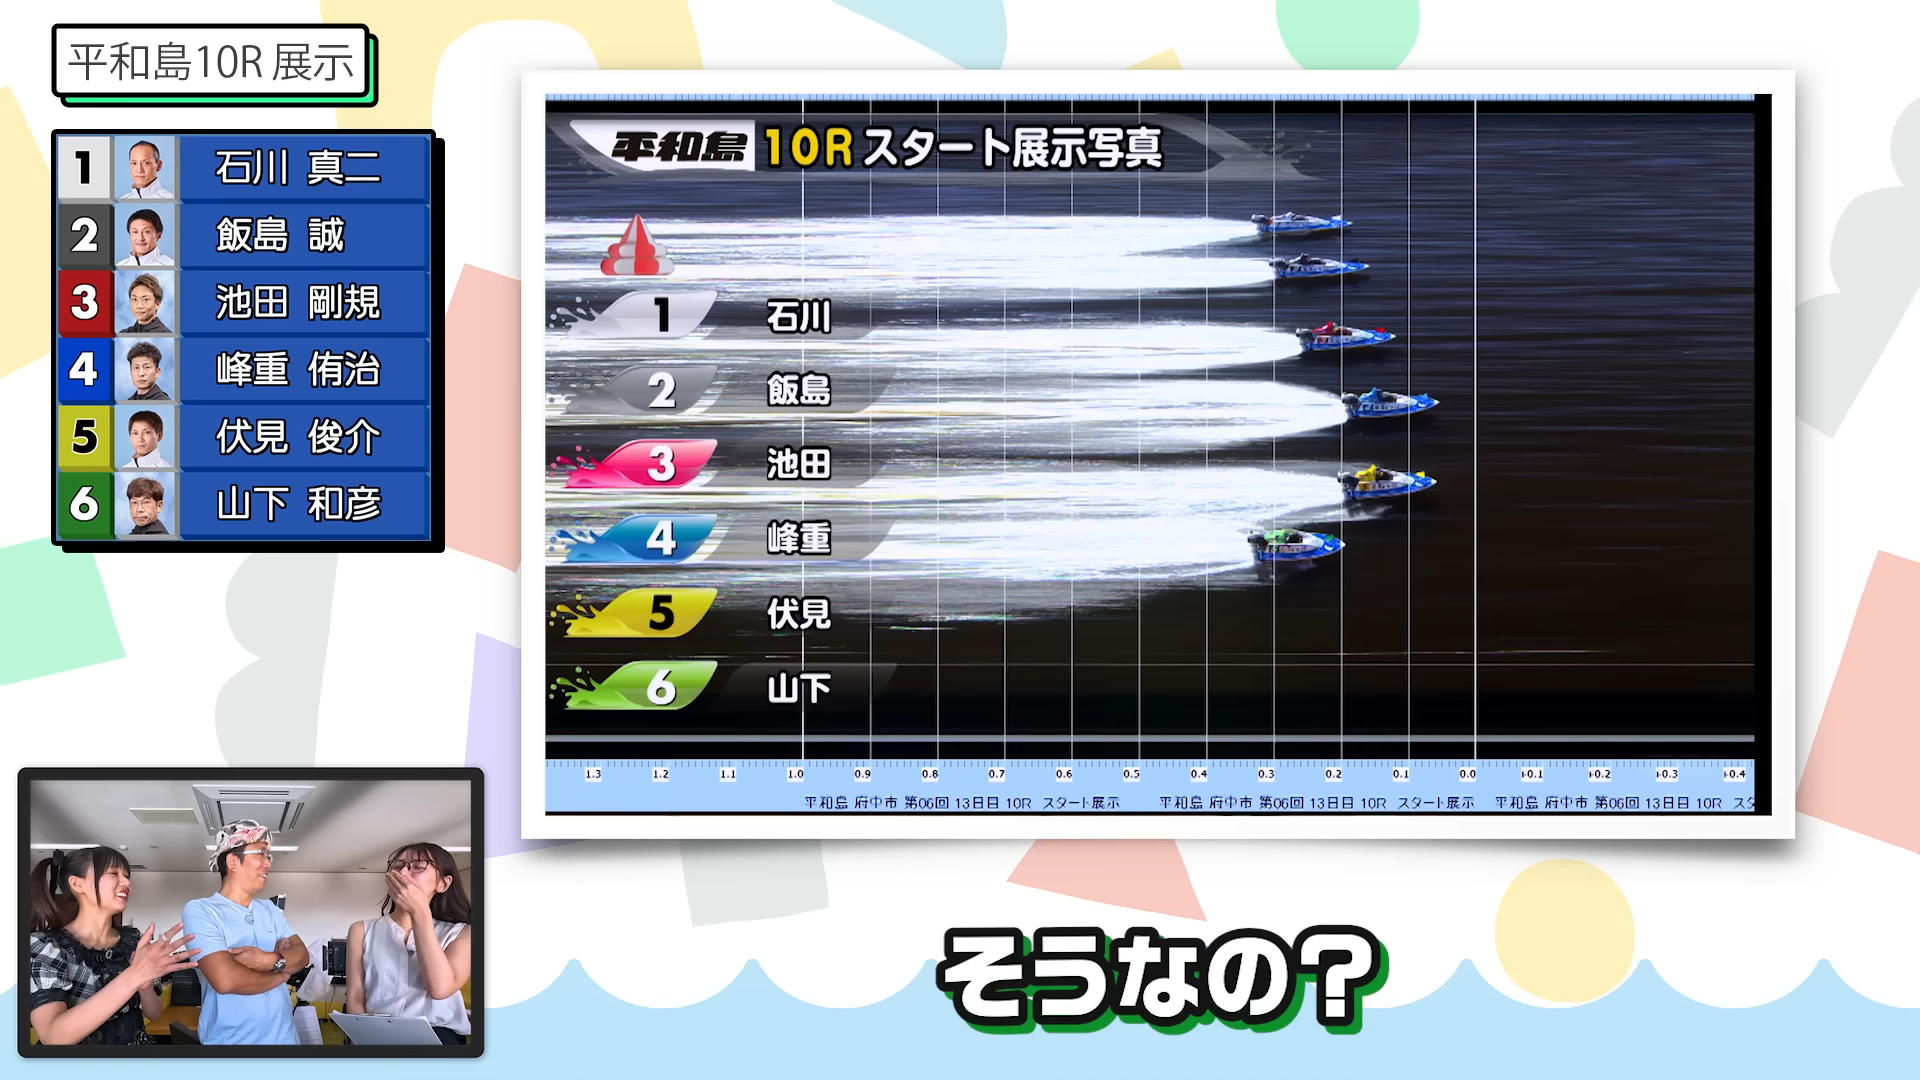 平和島10R 展示
1 石川 真二
2 飯島 誠
3 池田 剛規
4 峰重 侑治
5 伏見 俊介
6 山下 和彦
平和島 10R スタート展示写真
1 石川
2 飯島
3 池田
4 峰重
5 伏見
6 山下
1.3 1.2 1.1 1.0 0.9 0.8 0.7 0.6 0.5 0.4 0.3 0.2 0.1 0.0 +0.1 +0.2 +0.3 +0.4
平和島 府中市 第06回 13日目 10R スタート展示 平和島 府中市 第06回 13日目 10R スタート展示 平和島 府中市 第06回 13日目 10R スタ
そうなの?